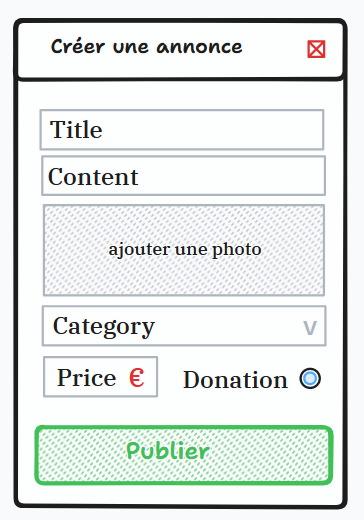 Créer une annonce
Title
Content
ajouter une photo
Category V
Price € Donation
Publier